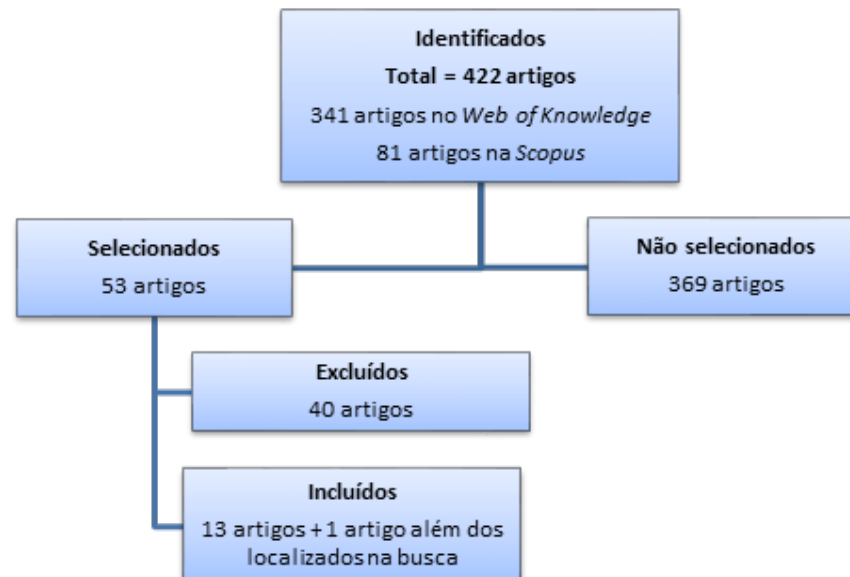 Identificados
Total = 422 artigos
341 artigos no Web of Knowledge
81 artigos na Scopus
Selecionados
53 artigos
Não selecionados
369 artigos
Excluídos
40 artigos
Incluídos
13 artigos + 1 artigo além dos
localizados na busca